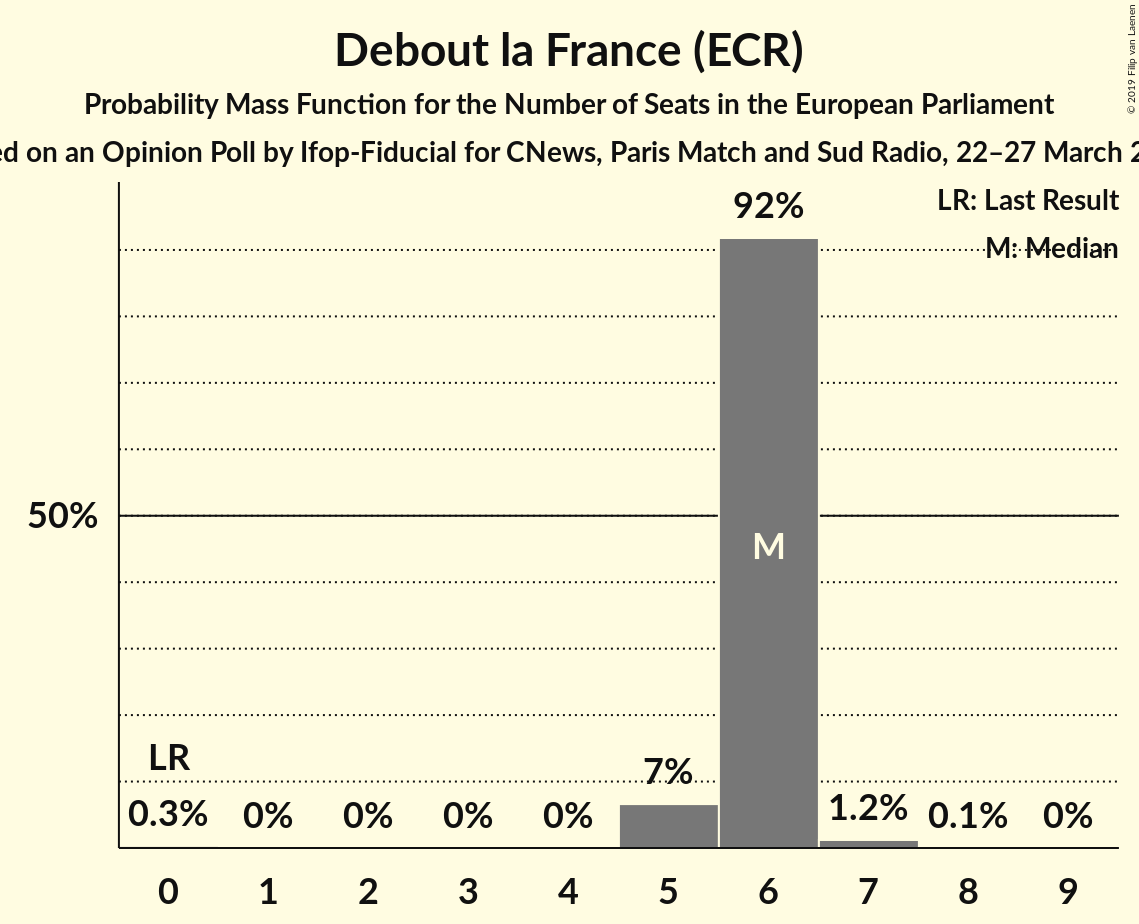 Debout la France (ECR)
Probability Mass Function for the Number of Seats in the European Parliament
on an Opinion Poll by Ifop-Fiducial for CNews, Paris Match and Sud Radio, 22–27 March
© 2019 Filip van Laenen
LR: Last Result
M: Median
92%
50%
M
LR
7%
0.3% 0% 0% 0% 0% 1.2% 0.1% 0%
0 1 2 3 4 5 6 7 8 9